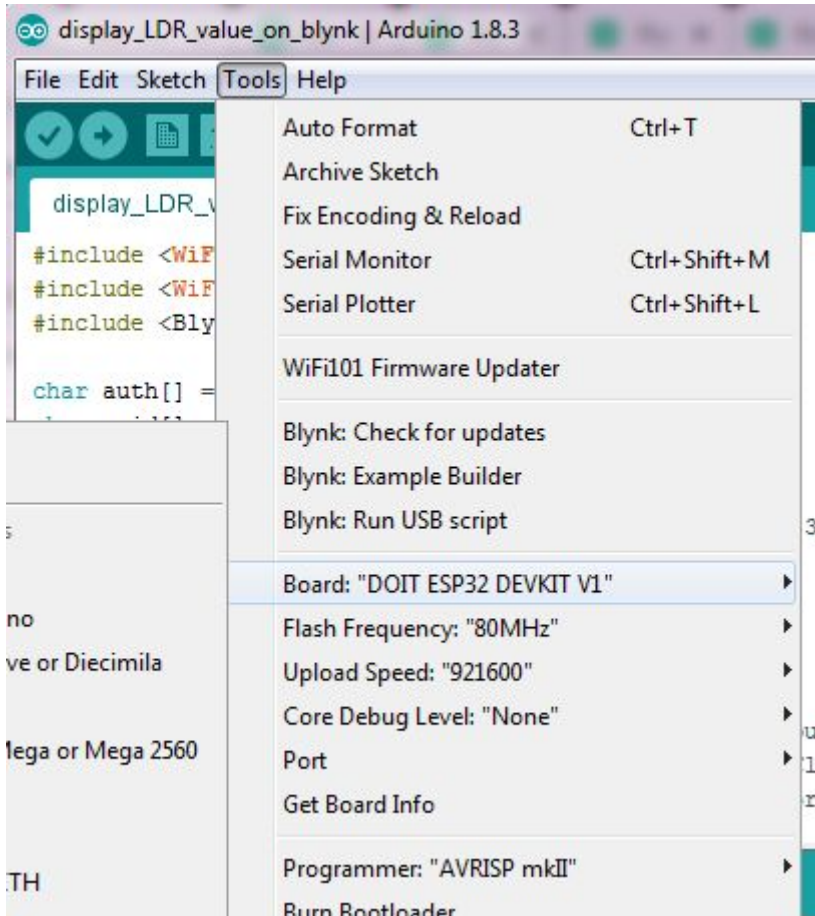 display_LDR_value_on_blynk | Arduino 1.8.3
File Edit Sketch Tools Help
Auto Format Ctrl+T
Archive Sketch
Fix Encoding & Reload
Serial Monitor Ctrl+Shift+M
Serial Plotter Ctrl+Shift+L
WiFi101 Firmware Updater
Blynk: Check for updates
Blynk: Example Builder
Blynk: Run USB script
Board: "DOIT ESP32 DEVKIT V1"
Flash Frequency: "80MHz"
Upload Speed: "921600"
Core Debug Level: "None"
Port
Get Board Info
Programmer: "AVRISP mkII"
Burn Bootloader
display_LDR_v
#include <WiF
#include <WiF
#include <Bly
char auth[] =
no
ve or Diecimila
Mega or Mega 2560
TH